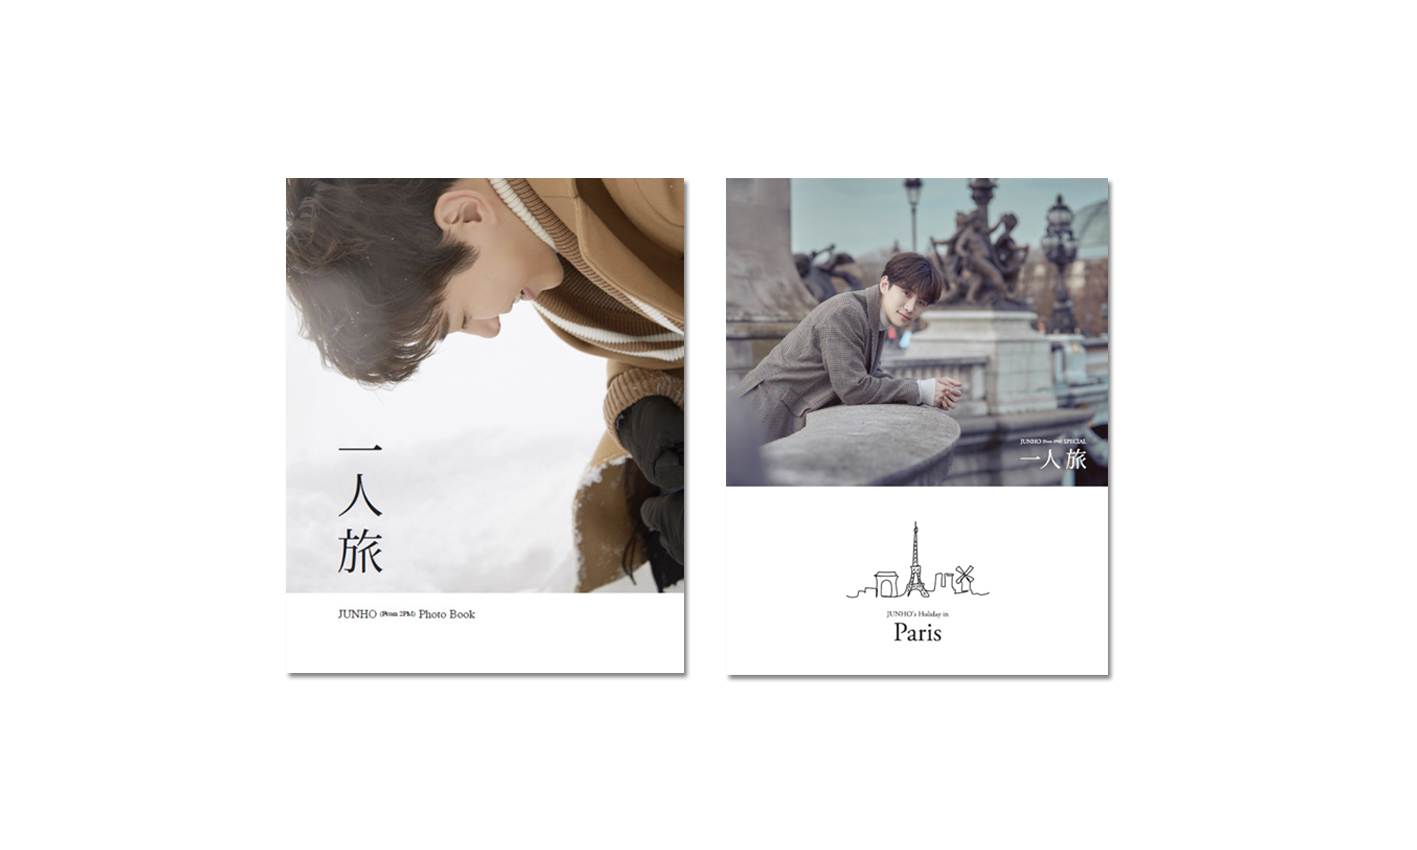 一
人
旅
JUNHO (From 2PM) Photo Book
JUNHO (From 2PM) SPECIAL
一人旅
JUNHO's Holiday in
Paris